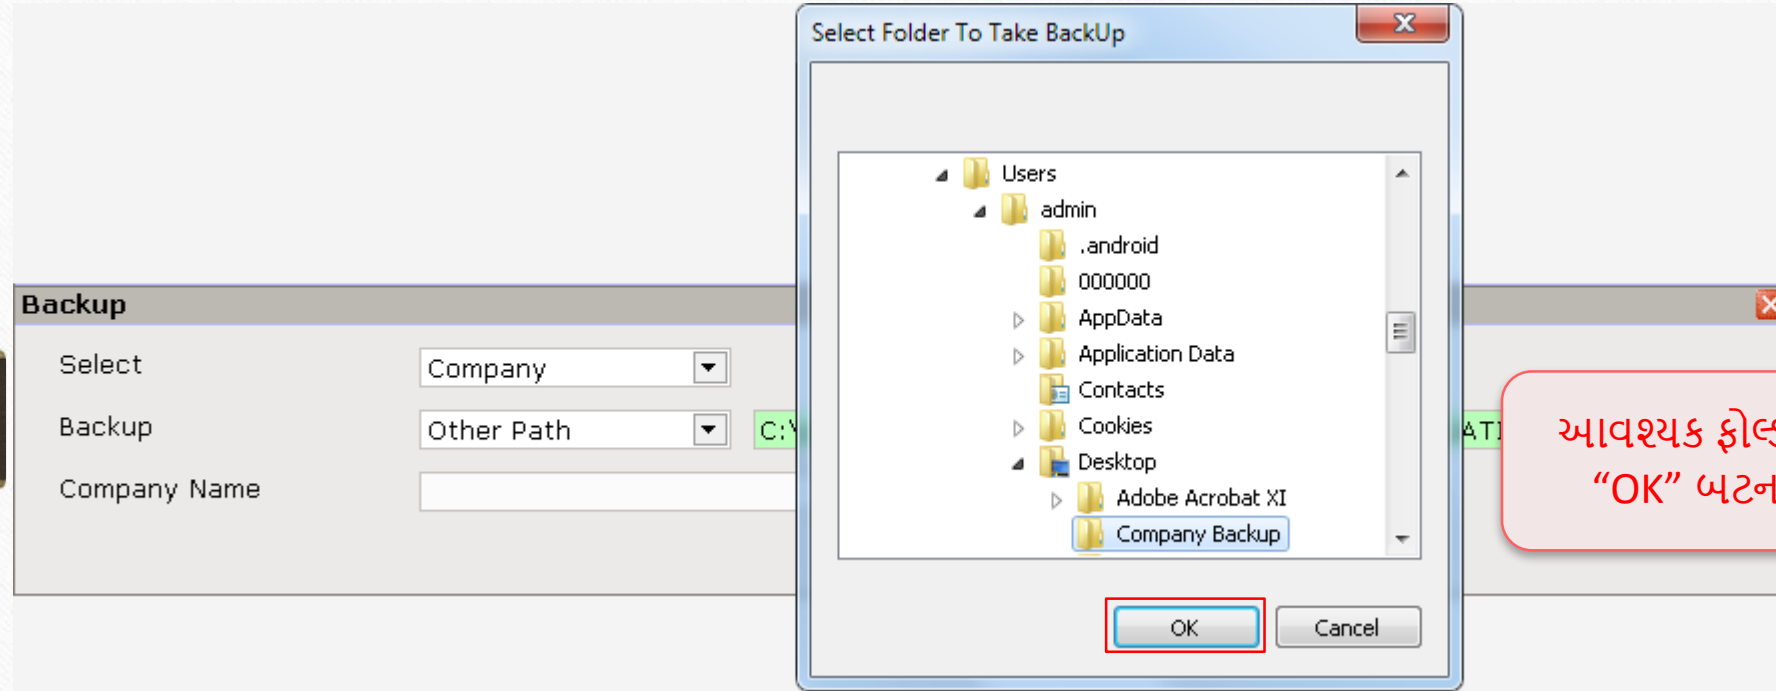 Select Folder To Take BackUp
Users
admin
.android
000000
AppData
Application Data
Contacts
Cookies
Desktop
Adobe Acrobat XI
Company Backup
OK
Cancel
Backup
Select
Company
Backup
Other Path
C:\
Company Name
આવશ્યક
“OK” બટન